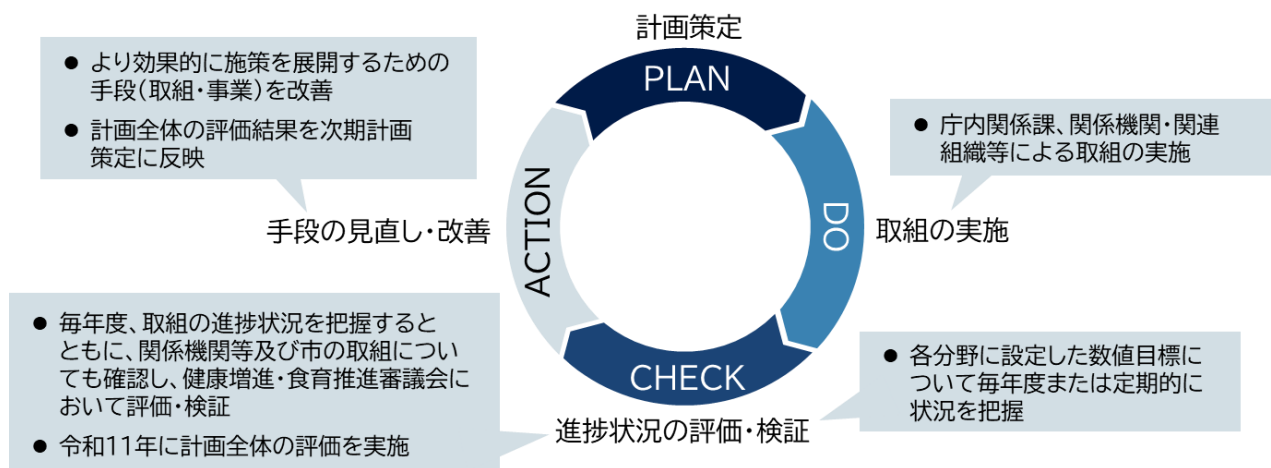 計画策定
PLAN
● より効果的に施策を展開するための
手段(取組・事業)を改善
● 計画全体の評価結果を次期計画
策定に反映
● 庁内関係課、関係機関・関連
組織等による取組の実施
ACTION
手段の見直し・改善
DO
取組の実施
● 毎年度、取組の進捗状況を把握すると
ともに、関係機関等及び市の取組につい
ても確認し、健康増進・食育推進審議会に
おいて評価・検証
● 令和11年に計画全体の評価を実施
CHECK
進捗状況の評価・検証
● 各分野に設定した数値目標に
ついて毎年度または定期的に
状況を把握